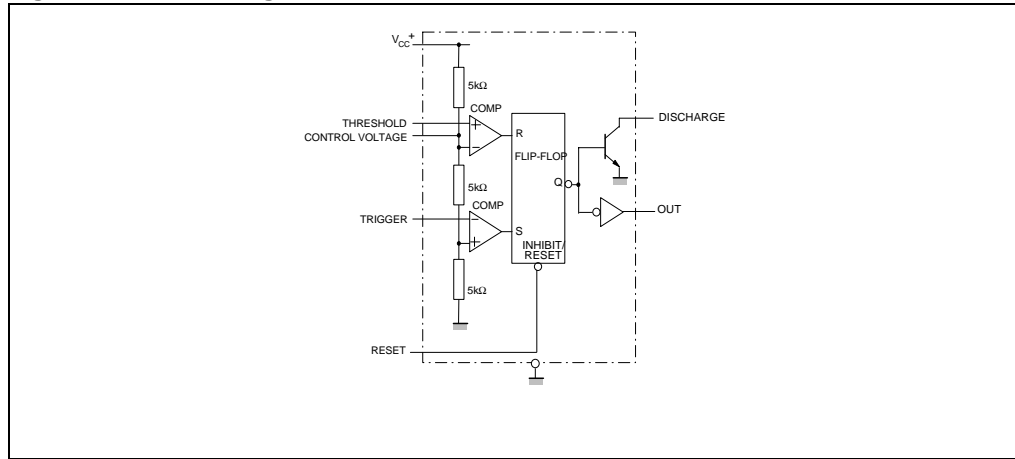 VCC+
5kΩ
COMP
THRESHOLD
CONTROL VOLTAGE
R
DISCHARGE
FLIP-FLOP
Q
5kΩ
COMP
TRIGGER
OUT
S
INHIBIT/
RESET
5kΩ
RESET